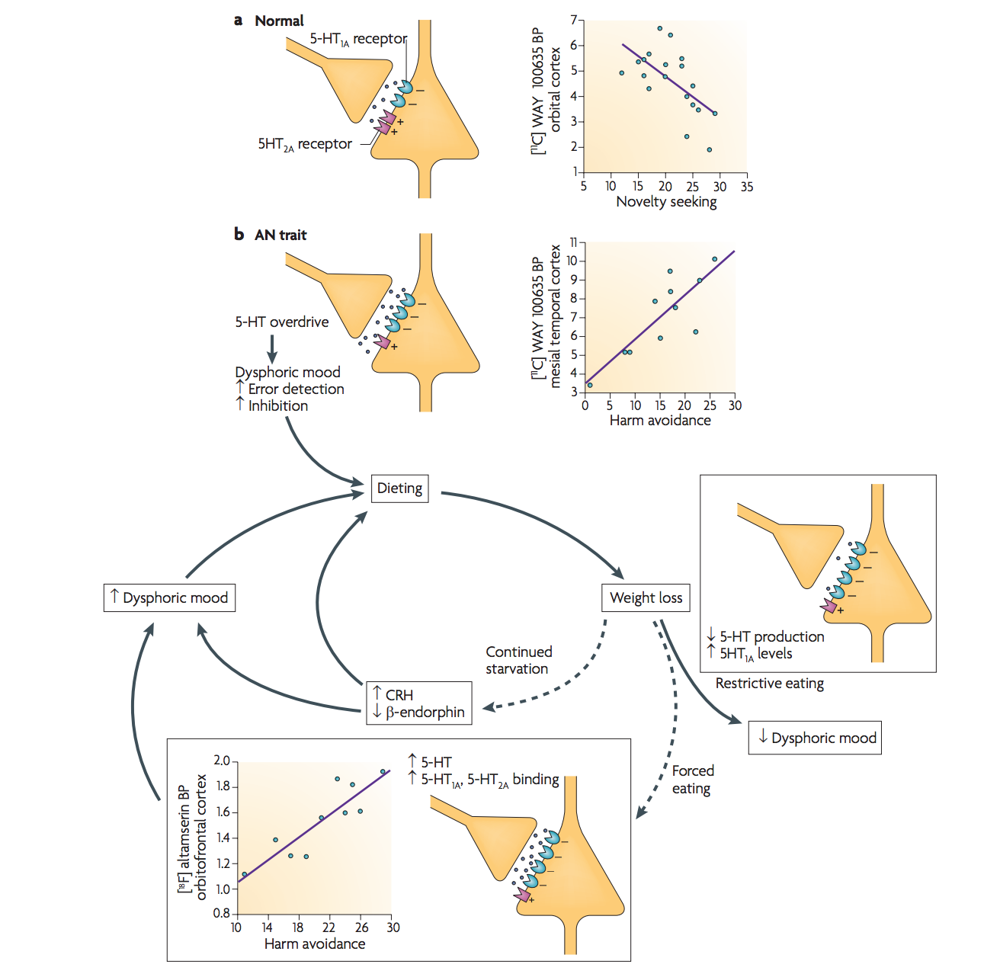 a Normal
5-HT1A receptor
5HT2A receptor
[11C] WAY 100635 BP
orbital cortex
7
6
5
4
3
2
1
5 10 15 20 25 30 35
Novelty seeking
b AN trait
5-HT overdrive
Dysphoric mood
↑ Error detection
↑ Inhibition
[11C] WAY 100635 BP
mesial temporal cortex
11
10
9
8
7
6
5
4
3
0 5 10 15 20 25 30
Harm avoidance
Dieting
↑ Dysphoric mood
Weight loss
↓ 5-HT production
↑ 5HT1A levels
Restrictive eating
Continued
starvation
↑ CRH
↓ β-endorphin
↓ Dysphoric mood
Forced
eating
[18F] altamserin BP
orbitofrontal cortex
2.0
1.8
1.6
1.4
1.2
1.0
0.8
10 14 18 22 26 30
Harm avoidance
↑ 5-HT
↑ 5-HT1A, 5-HT2A binding